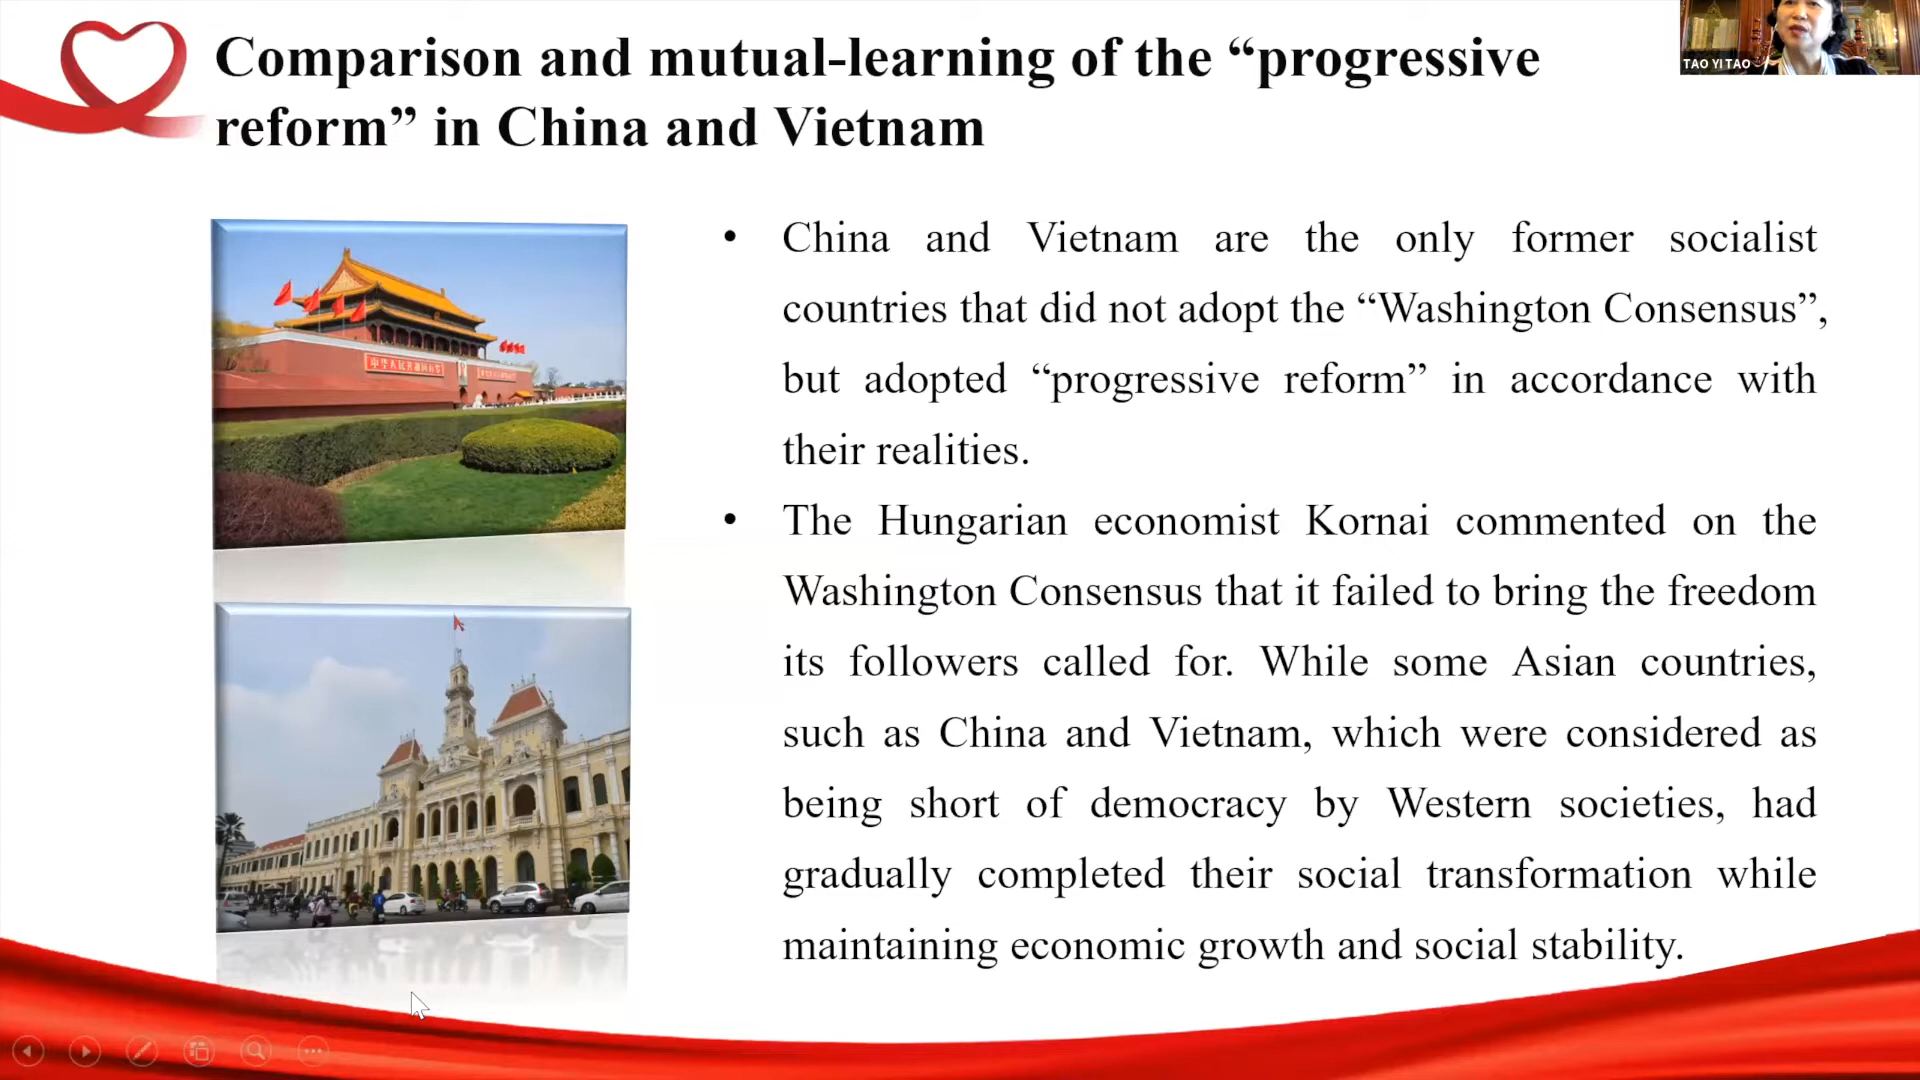 Comparison and mutual-learning of the “progressive
reform” in China and Vietnam
TAO YITAO
• China and Vietnam are the only former socialist
countries that did not adopt the “Washington Consensus”,
but adopted “progressive reform” in accordance with
their realities.
• The Hungarian economist Kornai commented on the
Washington Consensus that it failed to bring the freedom
its followers called for. While some Asian countries,
such as China and Vietnam, which were considered as
being short of democracy by Western societies, had
gradually completed their social transformation while
maintaining economic growth and social stability.